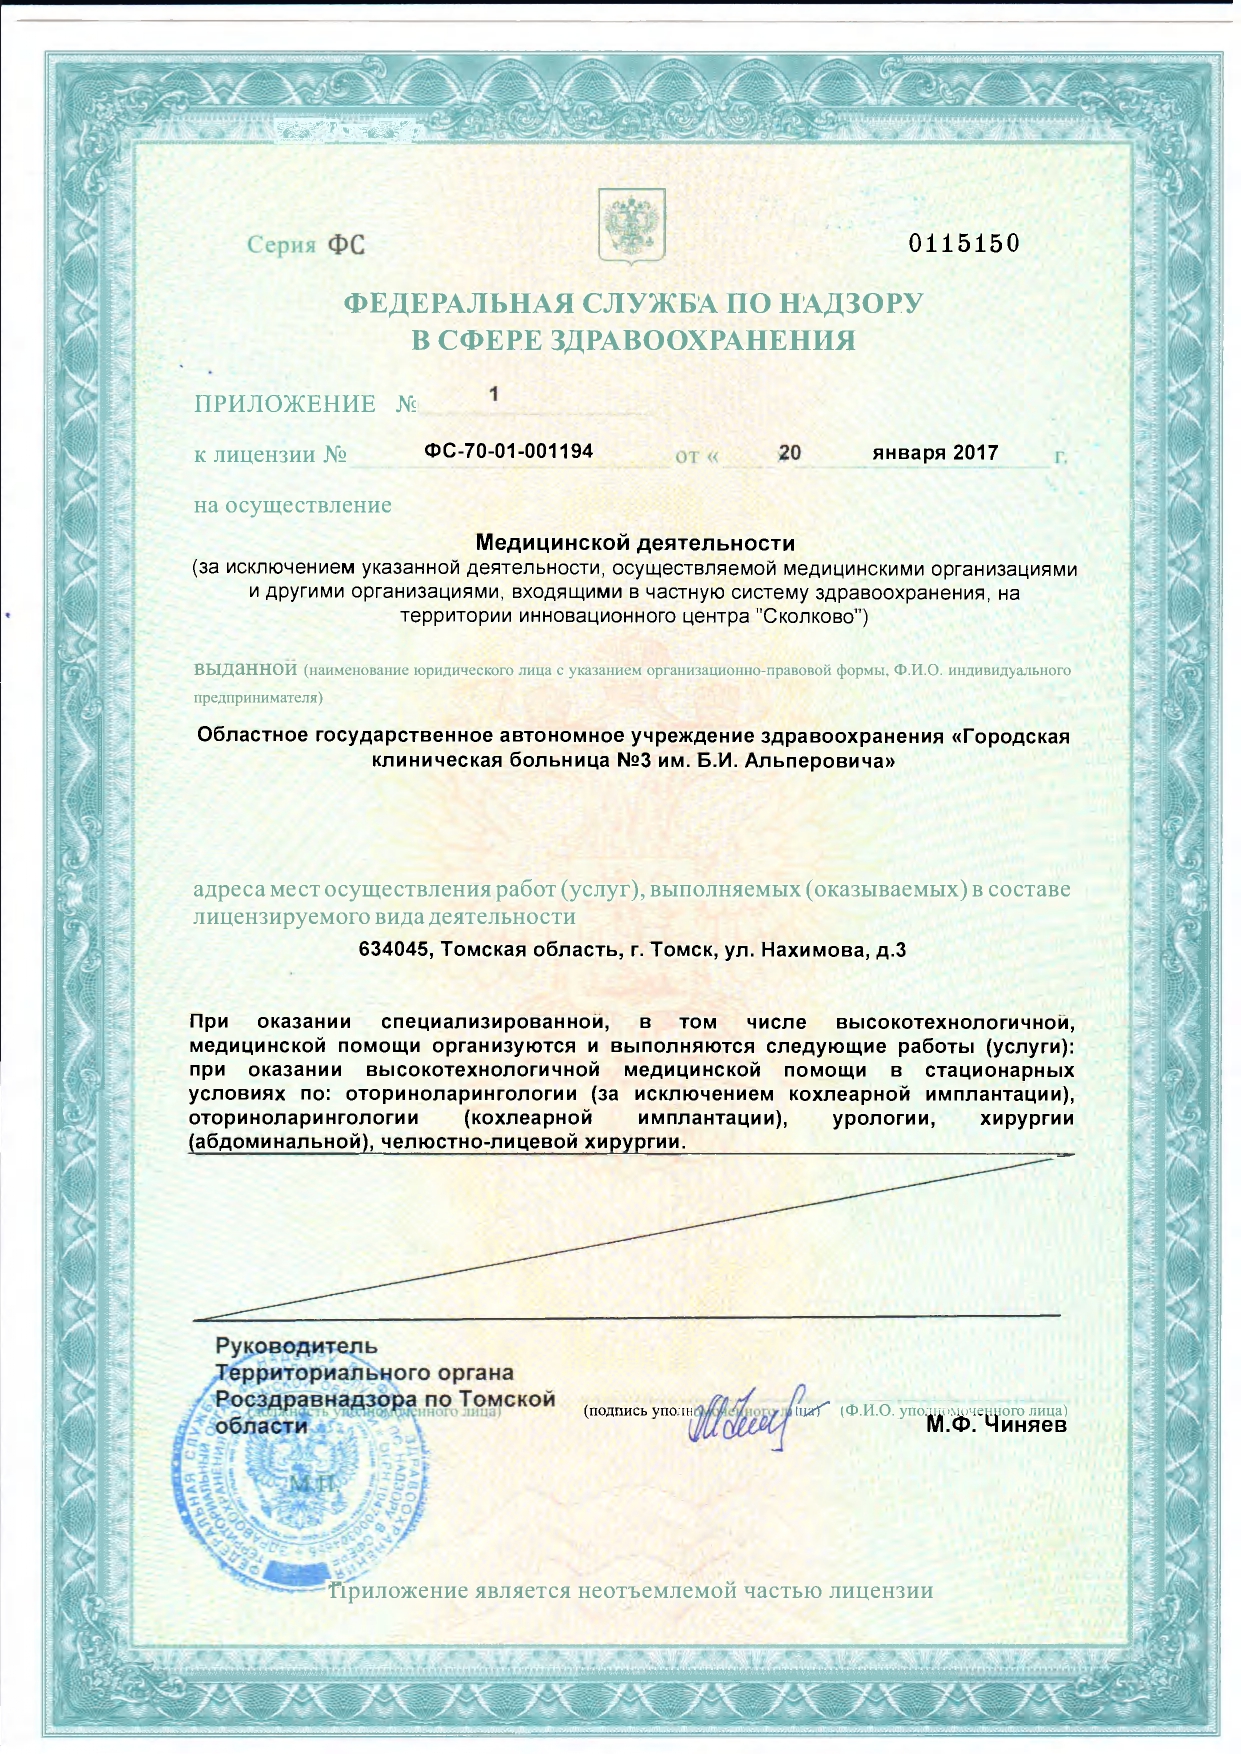 Серия ФС
0115150
ФЕДЕРАЛЬНАЯ СЛУЖБА ПО НАДЗОРУ
В СФЕРЕ ЗДРАВООХРАНЕНИЯ
ПРИЛОЖЕНИЕ № 1
к лицензии № ФС-70-01-001194 от « 20 января 2017 г.
на осуществление
Медицинской деятельности
(за исключением указанной деятельности, осуществляемой медицинскими организациями
и другими организациями, входящими в частную систему здравоохранения, на
территории инновационного центра "Сколково")
выданной (наименование юридического лица с указанием организационно-правовой формы, Ф.И.О. индивидуального
предпринимателя)
Областное государственное автономное учреждение здравоохранения «Городская
клиническая больница №3 им. Б.И. Альперовича»
адреса мест осуществления работ (услуг), выполняемых (оказываемых) в составе
лицензируемого вида деятельности
634045, Томская область, г. Томск, ул. Нахимова, д.3
При оказании специализированной, в том числе высокотехнологичной,
медицинской помощи организуются и выполняются следующие работы (услуги):
при оказании высокотехнологичной медицинской помощи в стационарных
условиях по: оториноларингологии (за исключением кохлеарной имплантации),
оториноларингологии (кохлеарной имплантации), урологии, хирургии
(абдоминальной), челюстно-лицевой хирургии.
Руководитель
Территориального органа
Росздравнадзора по Томской
области
(подпись уполномоченного лица)
(Ф.И.О. уполномоченного лица)
М.Ф. Чиняев
М.П.
Приложение является неотъемлемой частью лицензии